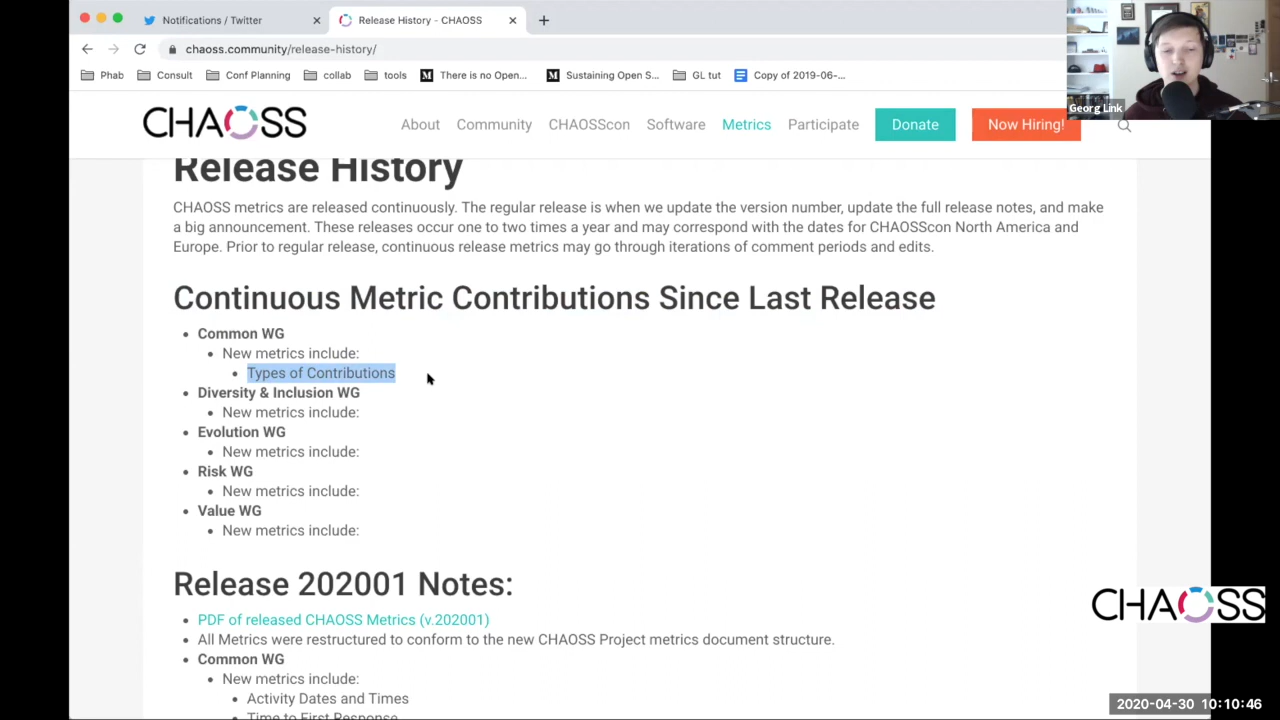 Notifications / Twitter
Release History - CHAOSS
chaoss.community/release-history/
Phab
Consult
Conf Planning
collab
tools
There is no Open...
Sustaining Open S...
GL tut
Copy of 2019-06-...
Georg Link
CHAOSS
About
Community
CHAOSScon
Software
Metrics
Participate
Donate
Now Hiring!
Release History
CHAOSS metrics are released continuously. The regular release is when we update the version number, update the full release notes, and make
a big announcement. These releases occur one to two times a year and may correspond with the dates for CHAOSScon North America and
Europe. Prior to regular release, continuous release metrics may go through iterations of comment periods and edits.
Continuous Metric Contributions Since Last Release
Common WG
New metrics include:
Types of Contributions
Diversity & Inclusion WG
New metrics include:
Evolution WG
New metrics include:
Risk WG
New metrics include:
Value WG
New metrics include:
Release 202001 Notes:
PDF of released CHAOSS Metrics (v.202001)
All Metrics were restructured to conform to the new CHAOSS Project metrics document structure.
Common WG
New metrics include:
Activity Dates and Times
Time to First Response
CHAOSS
2020-04-30 10:10:46